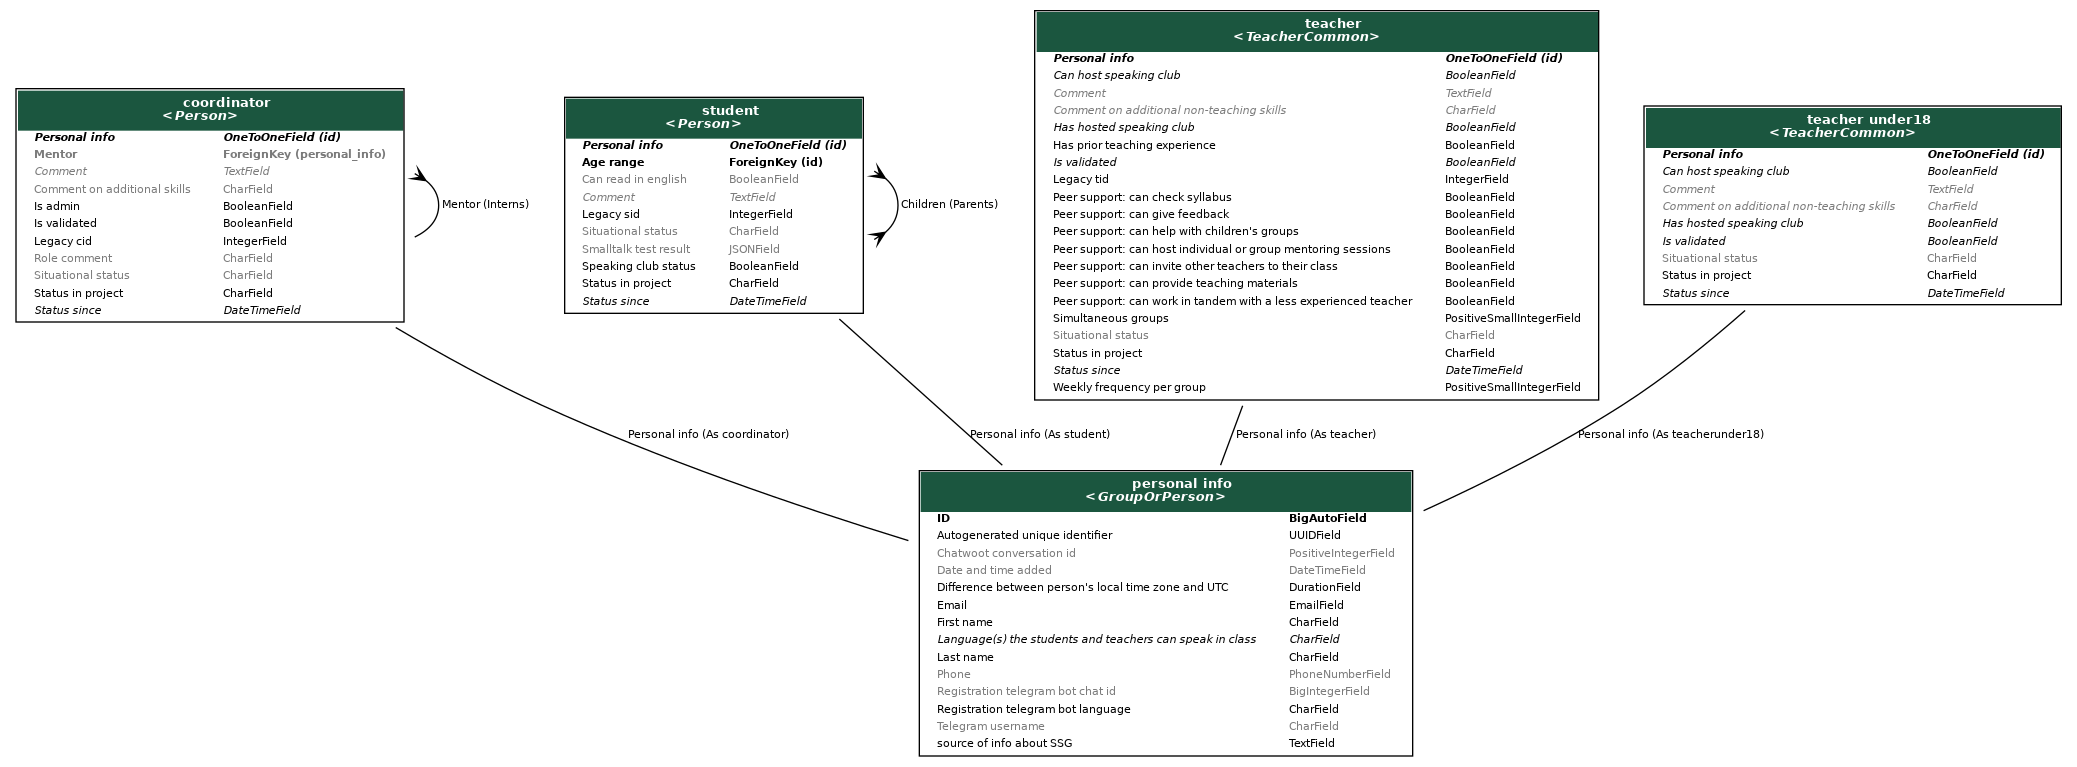 coordinator
<Person>
Personal info OneToOneField (id)
Mentor ForeignKey (personal_info)
Comment TextField
Comment on additional skills CharField
Is admin BooleanField
Is validated BooleanField
Legacy cid IntegerField
Role comment CharField
Situational status CharField
Status in project CharField
Status since DateTimeField
Mentor (Interns)
student
<Person>
Personal info OneToOneField (id)
Age range ForeignKey (id)
Can read in english BooleanField
Comment TextField
Legacy sid IntegerField
Situational status CharField
Smalltalk test result JSONField
Speaking club status BooleanField
Status in project CharField
Status since DateTimeField
Children (Parents)
teacher
<TeacherCommon>
Personal info OneToOneField (id)
Can host speaking club BooleanField
Comment TextField
Comment on additional non-teaching skills CharField
Has hosted speaking club BooleanField
Has prior teaching experience BooleanField
Is validated BooleanField
Legacy tid IntegerField
Peer support: can check syllabus BooleanField
Peer support: can give feedback BooleanField
Peer support: can help with children's groups BooleanField
Peer support: can host individual or group mentoring sessions BooleanField
Peer support: can invite other teachers to their class BooleanField
Peer support: can provide teaching materials BooleanField
Peer support: can work in tandem with a less experienced teacher BooleanField
Simultaneous groups PositiveSmallIntegerField
Situational status CharField
Status in project CharField
Status since DateTimeField
Weekly frequency per group PositiveSmallIntegerField
teacher under18
<TeacherCommon>
Personal info OneToOneField (id)
Can host speaking club BooleanField
Comment TextField
Comment on additional non-teaching skills CharField
Has hosted speaking club BooleanField
Is validated BooleanField
Situational status CharField
Status in project CharField
Status since DateTimeField
Personal info (As coordinator)
Personal info (As student)
Personal info (As teacher)
Personal info (As teacherunder18)
personal info
<GroupOrPerson>
ID BigAutoField
Autogenerated unique identifier UUIDField
Chatwoot conversation id PositiveIntegerField
Date and time added DateTimeField
Difference between person's local time zone and UTC DurationField
Email EmailField
First name CharField
Language(s) the students and teachers can speak in class CharField
Last name CharField
Phone PhoneNumberField
Registration telegram bot chat id BigIntegerField
Registration telegram bot language CharField
Telegram username CharField
source of info about SSG TextField